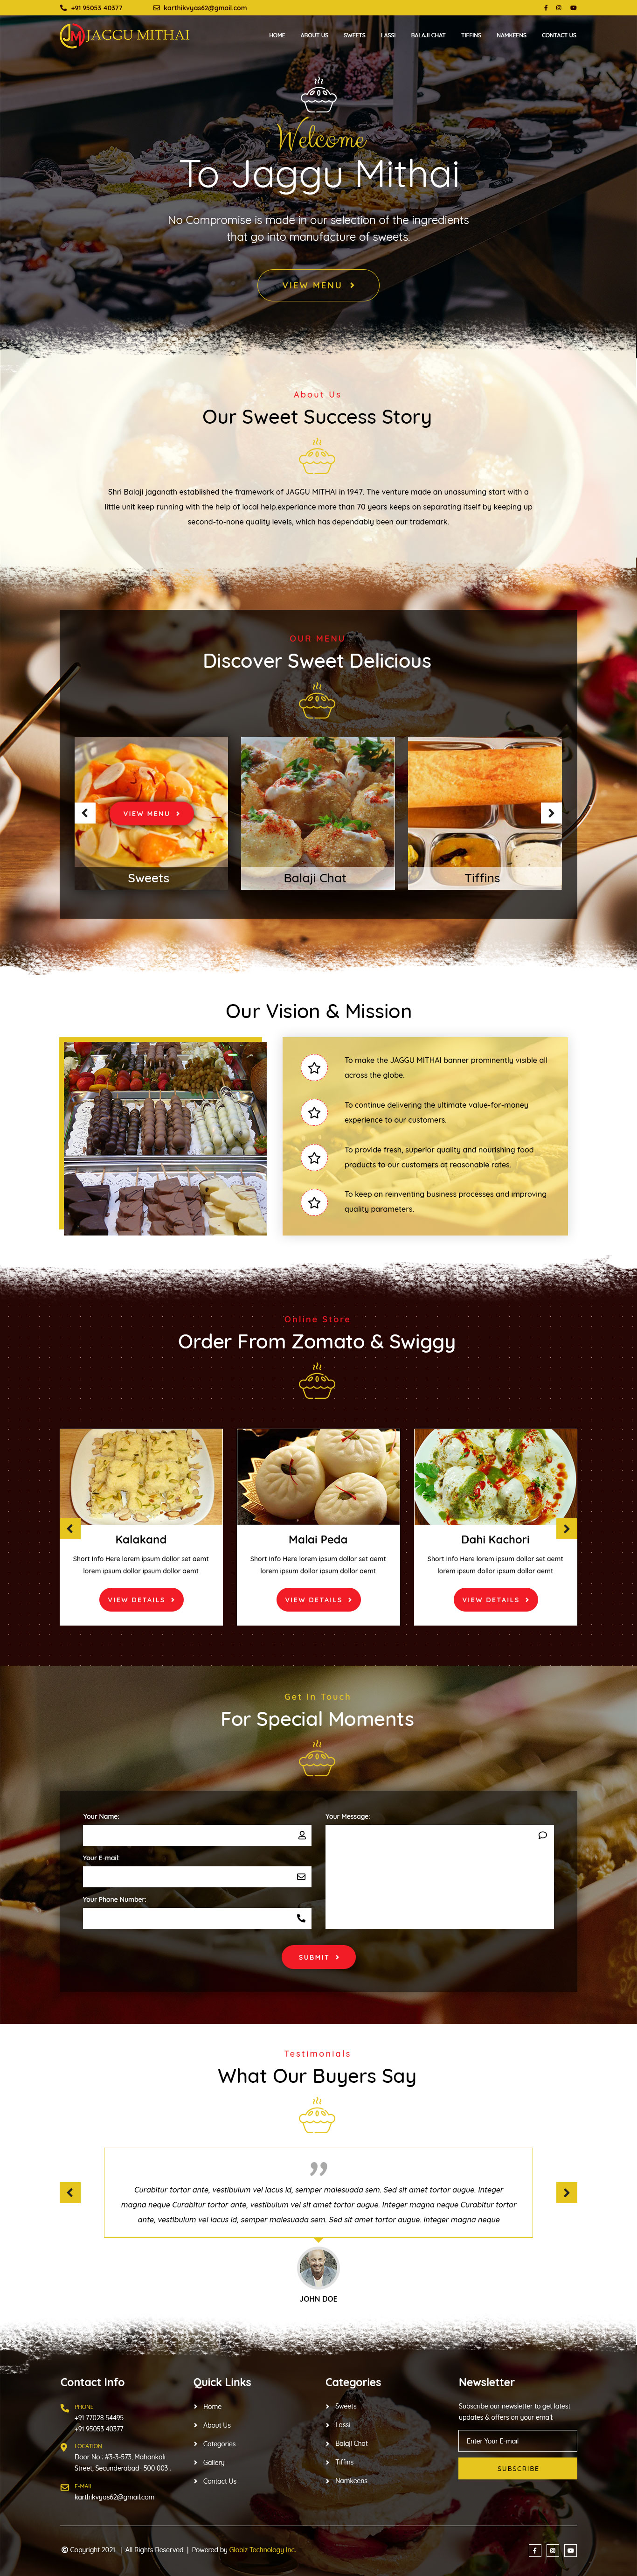 +91 95053 40377
karthikvyas62@gmail.com
JAGGU MITHAI
HOME ABOUT US SWEETS LASSI BALAJI CHAT TIFFINS NAMKEENS CONTACT US
Welcome
To Jaggu Mithai
No Compromise is made in our selection of the ingredients
that go into manufacture of sweets.
VIEW MENU
About Us
Our Sweet Success Story
Shri Balaji jaganath established the framework of JAGGU MITHAI in 1947. The venture made an unassuming start with a
little unit keep running with the help of local help.experiance more than 70 years keeps on separating itself by keeping up
second-to-none quality levels, which has dependably been our trademark.
OUR MENU
Discover Sweet Delicious
VIEW MENU
Sweets
Balaji Chat
Tiffins
Our Vision & Mission
To make the JAGGU MITHAI banner prominently visible all
across the globe.
To continue delivering the ultimate value-for-money
experience to our customers.
To provide fresh, superior quality and nourishing food
products to our customers at reasonable rates.
To keep on reinventing business processes and improving
quality parameters.
Online Store
Order From Zomato & Swiggy
Kalakand
Short Info Here lorem ipsum dollor set aemt
lorem ipsum dollor ipsum dollor aemt
VIEW DETAILS
Malai Peda
Short Info Here lorem ipsum dollor set aemt
lorem ipsum dollor ipsum dollor aemt
VIEW DETAILS
Dahi Kachori
Short Info Here lorem ipsum dollor set aemt
lorem ipsum dollor ipsum dollor aemt
VIEW DETAILS
Get In Touch
For Special Moments
Your Name:
Your E-mail:
Your Phone Number:
Your Message:
SUBMIT
Testimonials
What Our Buyers Say
Curabitur tortor ante, vestibulum vel lacus id, semper malesuada sem. Sed sit amet tortor augue. Integer
magna neque Curabitur tortor ante, vestibulum vel sit amet tortor augue. Integer magna neque Curabitur tortor
ante, vestibulum vel lacus id, semper malesuada sem. Sed sit amet tortor augue. Integer magna neque
JOHN DOE
Contact Info
PHONE
+91 77028 54495
+91 95053 40377
LOCATION
Door No : #3-3-573, Mahankali
Street, Secunderabad- 500 003 .
E-MAIL
karthikvyas62@gmail.com
Quick Links
Home
About Us
Categories
Gallery
Contact Us
Categories
Sweets
Lassi
Balaji Chat
Tiffins
Namkeens
Newsletter
Subscribe our newsletter to get latest
updates & offers on your email:
Enter Your E-mail
SUBSCRIBE
© Copyright 2021 | All Rights Reserved | Powered by Globiz Technology Inc.